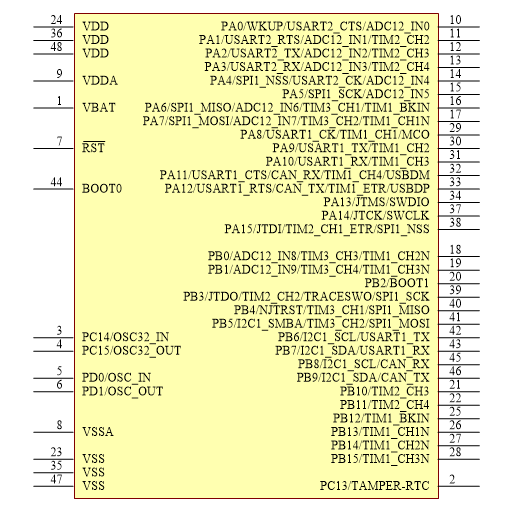 24 VDD PA0/WKUP/USART2_CTS/ADC12_IN0 10
36 VDD PA1/USART2_RTS/ADC12_IN1/TIM2_CH2 11
48 VDD PA2/USART2_TX/ADC12_IN2/TIM2_CH3 12
PA3/USART2_RX/ADC12_IN3/TIM2_CH4 13
9 VDDA PA4/SPI1_NSS/USART2_CK/ADC12_IN4 14
PA5/SPI1_SCK/ADC12_IN5 15
1 VBAT PA6/SPI1_MISO/ADC12_IN6/TIM3_CH1/TIM1_BKIN 16
PA7/SPI1_MOSI/ADC12_IN7/TIM3_CH2/TIM1_CH1N 17
PA8/USART1_CK/TIM1_CH1/MCO 29
7 RST PA9/USART1_TX/TIM1_CH2 30
PA10/USART1_RX/TIM1_CH3 31
PA11/USART1_CTS/CAN_RX/TIM1_CH4/USBDM 32
44 BOOT0 PA12/USART1_RTS/CAN_TX/TIM1_ETR/USBDP 33
PA13/JTMS/SWDIO 34
PA14/JTCK/SWCLK 37
PA15/JTDI/TIM2_CH1_ETR/SPI1_NSS 38
PB0/ADC12_IN8/TIM3_CH3/TIM1_CH2N 18
PB1/ADC12_IN9/TIM3_CH4/TIM1_CH3N 19
PB2/BOOT1 20
PB3/JTDO/TIM2_CH2/TRACESWO/SPI1_SCK 39
PB4/NJTRST/TIM3_CH1/SPI1_MISO 40
PB5/I2C1_SMBA/TIM3_CH2/SPI1_MOSI 41
3 PC14/OSC32_IN PB6/I2C1_SCL/USART1_TX 42
4 PC15/OSC32_OUT PB7/I2C1_SDA/USART1_RX 43
PB8/I2C1_SCL/CAN_RX 45
5 PD0/OSC_IN PB9/I2C1_SDA/CAN_TX 46
6 PD1/OSC_OUT PB10/TIM2_CH3 21
PB11/TIM2_CH4 22
PB12/TIM1_BKIN 25
8 VSSA PB13/TIM1_CH1N 26
PB14/TIM1_CH2N 27
23 VSS PB15/TIM1_CH3N 28
35 VSS
47 VSS PC13/TAMPER-RTC 2